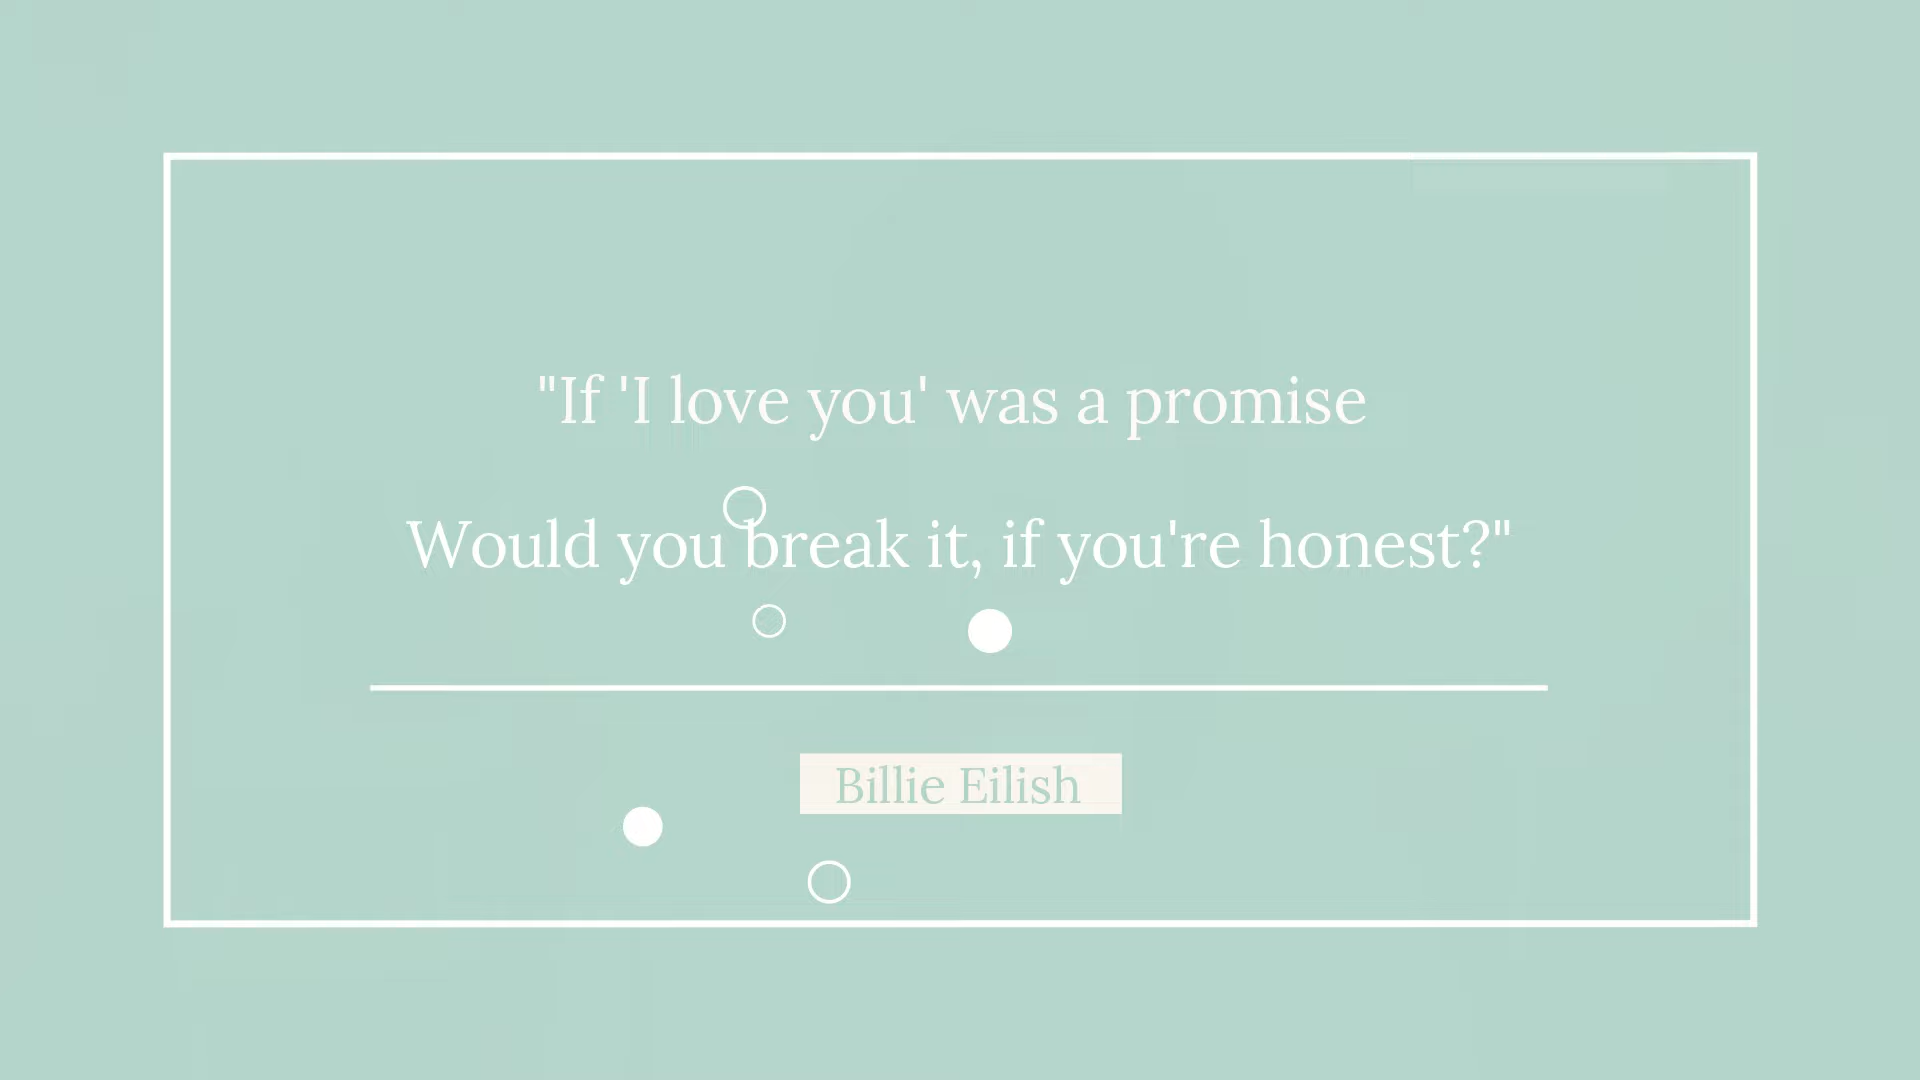 "If 'I love you' was a promise
Would you break it, if you're honest?"
Billie Eilish